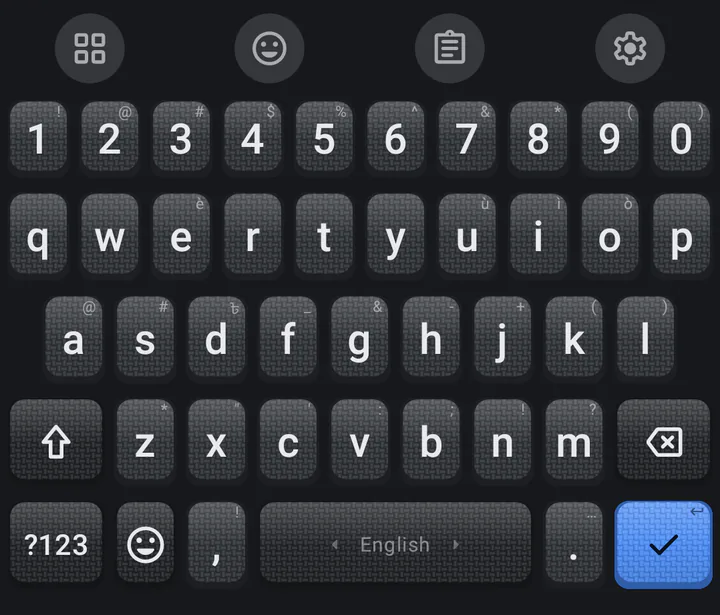 ! @ # $ % ^ & * ( )
1 2 3 4 5 6 7 8 9 0
è ù ì ò
q w e r t y u i o p
@ # _ & - + ( )
a s d f g h j k l
* " ' : ; ! ?
z x c v b n m
! …
?123 , English .